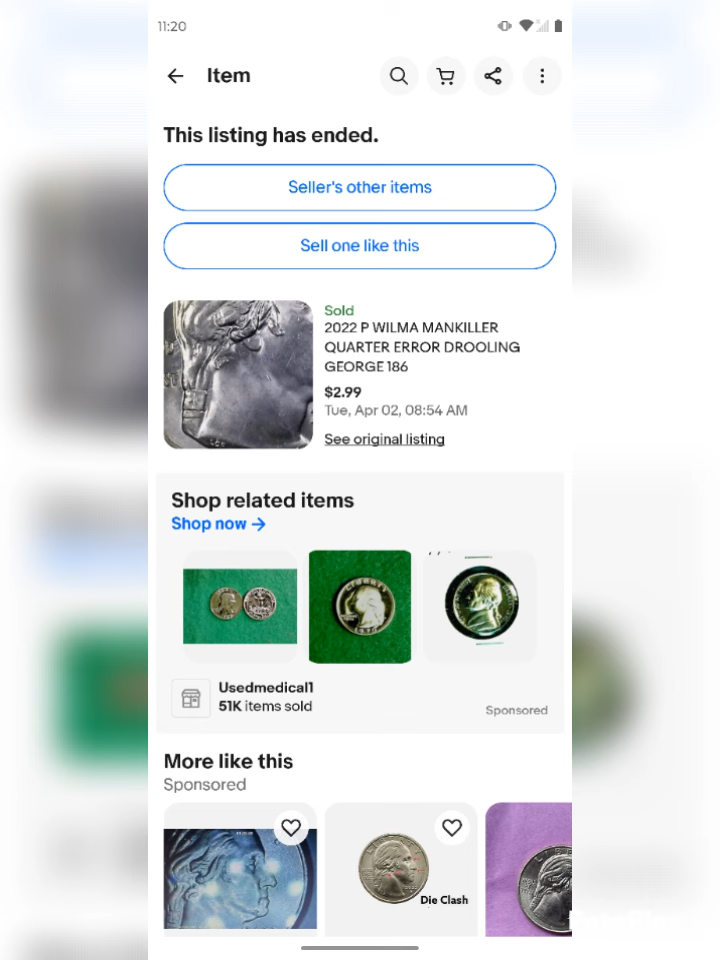 11:20
Item
This listing has ended.
Seller's other items
Sell one like this
Sold
2022 P WILMA MANKILLER
QUARTER ERROR DROOLING
GEORGE 186
$2.99
Tue, Apr 02, 08:54 AM
See original listing
Shop related items
Shop now →
LIBERTY
Usedmedical1
51K items sold
Sponsored
More like this
Sponsored
Die Clash